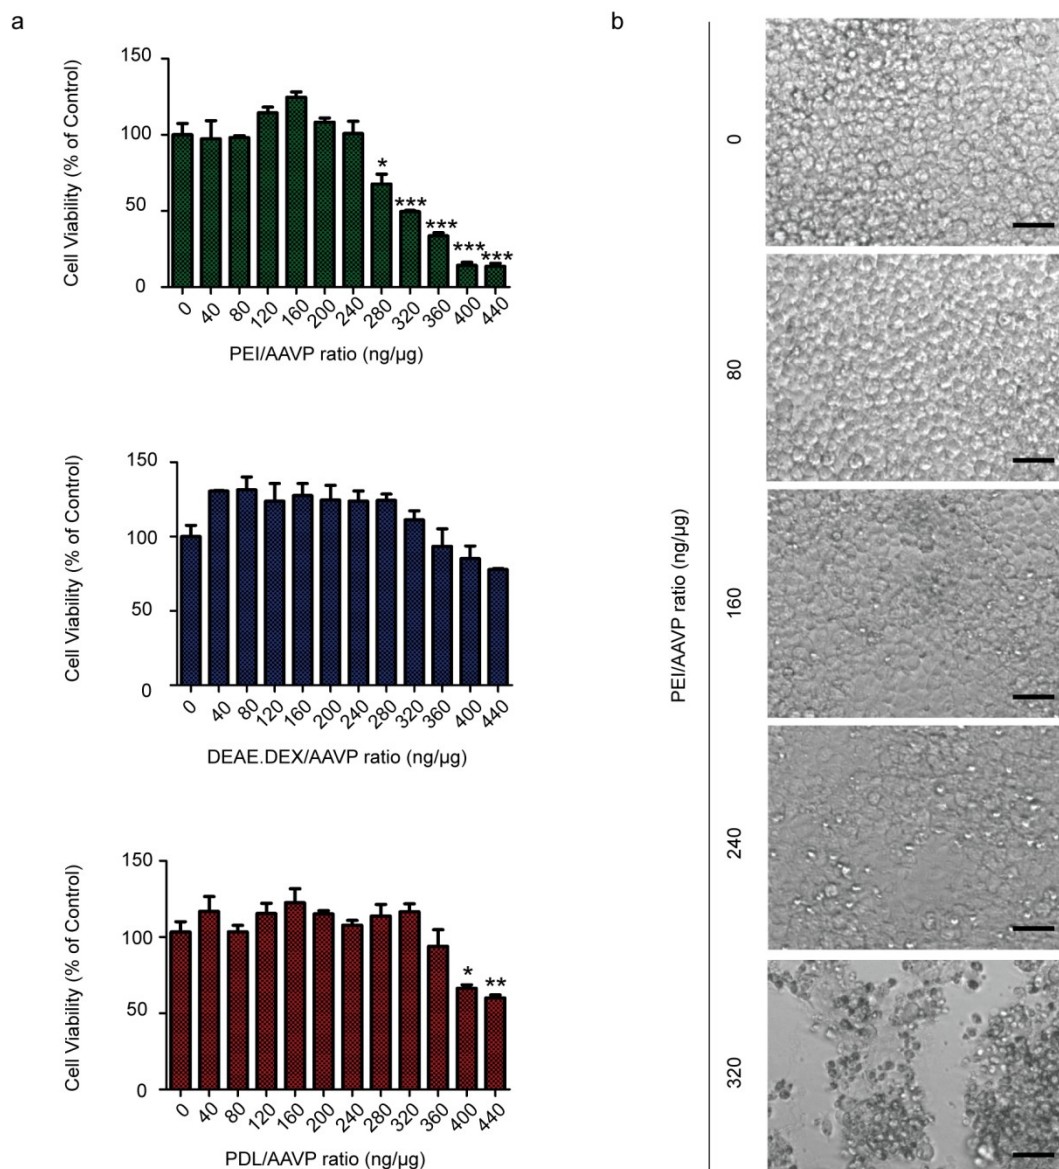 a
150
100
50
0
Cell Viability (% of Control)
*
***
***
***
***
0 40 80 120 160 200 240 280 320 360 400 440
PEI/AAVP ratio (ng/µg)
150
100
50
0
Cell Viability (% of Control)
0 40 80 120 160 200 240 280 320 360 400 440
DEAE.DEX/AAVP ratio (ng/µg)
150
100
50
0
Cell Viability (% of Control)
*
**
0 40 80 120 160 200 240 280 320 360 400 440
PDL/AAVP ratio (ng/µg)
b
PEI/AAVP ratio (ng/µg)
0
80
160
240
320